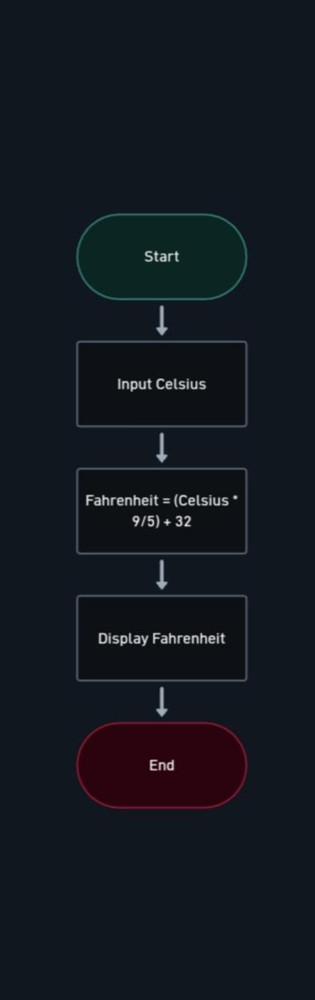 Start
Input Celsius
Fahrenheit = (Celsius *
9/5) + 32
Display Fahrenheit
End